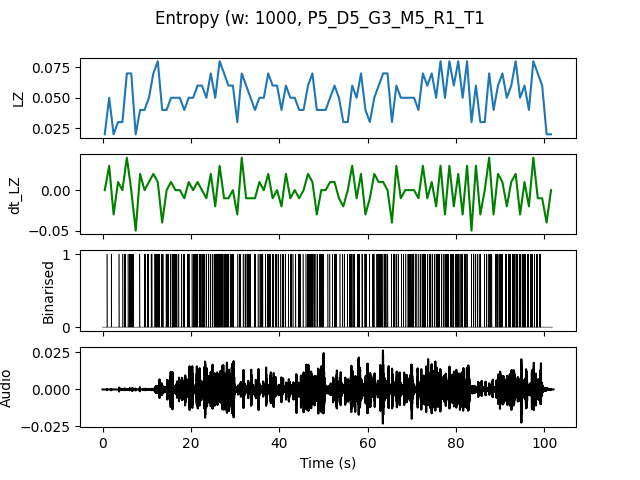 Entropy (w: 1000, P5_D5_G3_M5_R1_T1
0.075
0.050
0.025
LZ
0.00
−0.05
dt_LZ
1
0
Binarised
0.025
0.000
−0.025
Audio
0 20 40 60 80 100
Time (s)